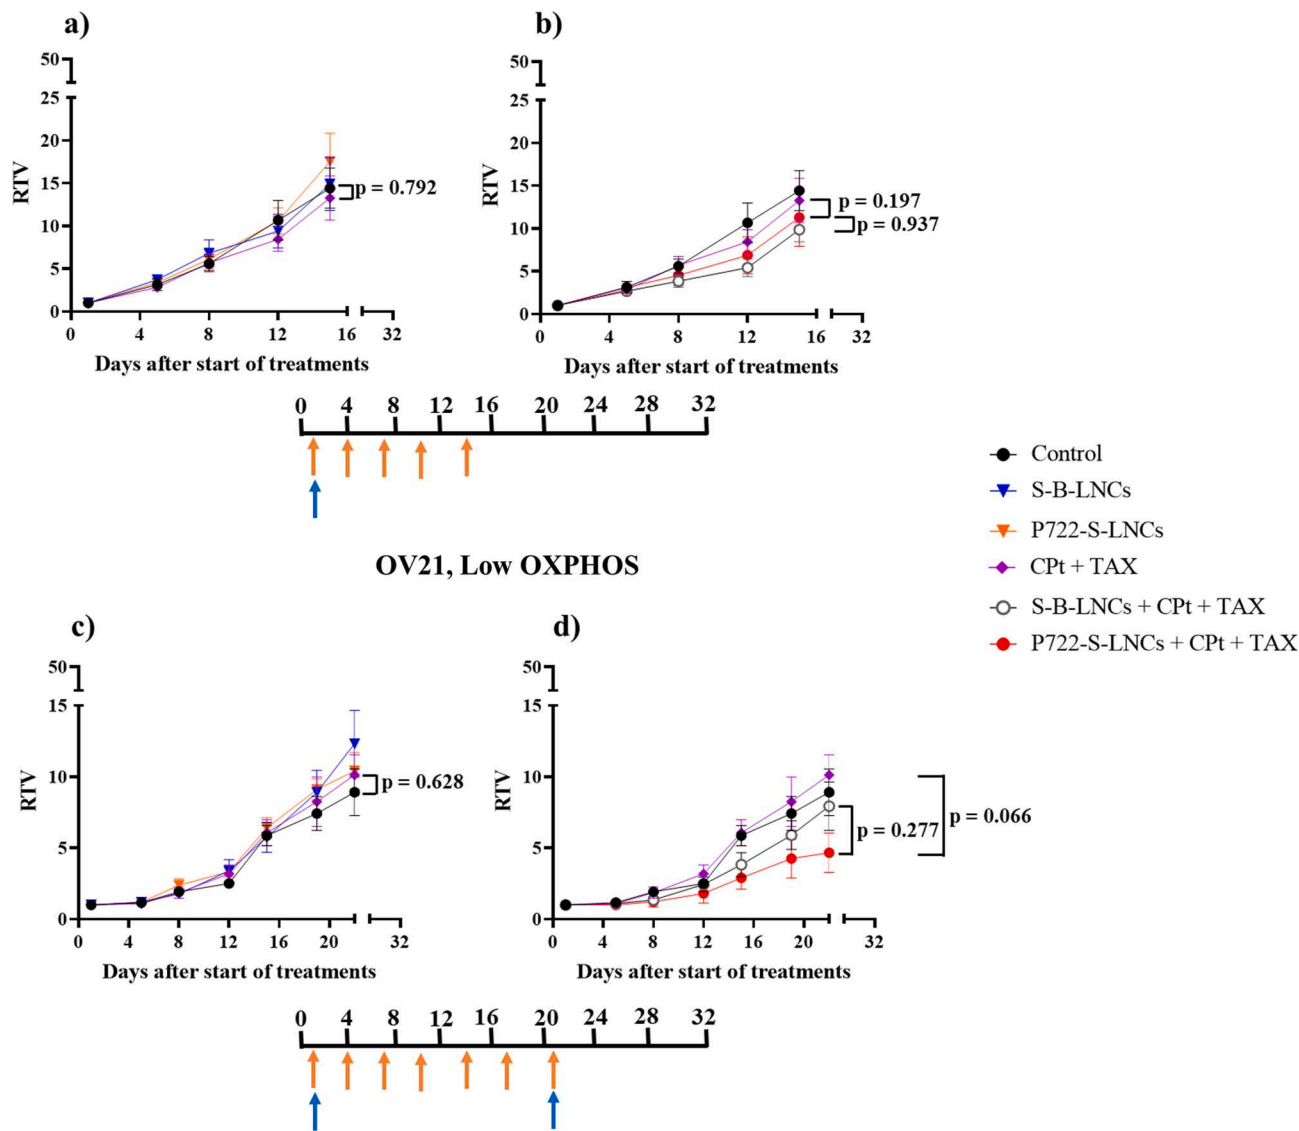 a)
50
25
20
15
10
5
0
RTV
p = 0.792
0 4 8 12 16 32
Days after start of treatments
b)
50
25
20
15
10
5
0
RTV
p = 0.197
p = 0.937
0 4 8 12 16 32
Days after start of treatments
0 4 8 12 16 20 24 28 32
Control
S-B-LNCs
P722-S-LNCs
CPt + TAX
S-B-LNCs + CPt + TAX
P722-S-LNCs + CPt + TAX
OV21, Low OXPHOS
c)
50
15
10
5
0
RTV
p = 0.628
0 4 8 12 16 20 32
Days after start of treatments
d)
50
15
10
5
0
RTV
p = 0.277
p = 0.066
0 4 8 12 16 20 32
Days after start of treatments
0 4 8 12 16 20 24 28 32